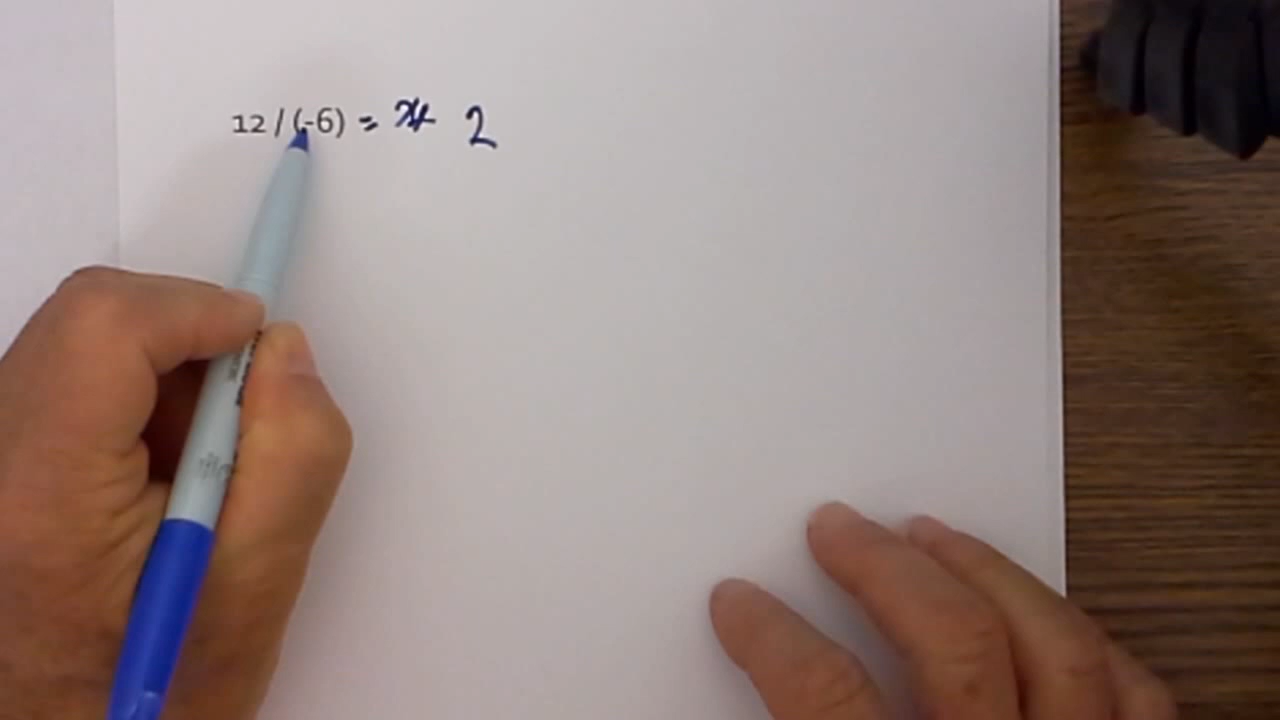 12 / (-6) = 2